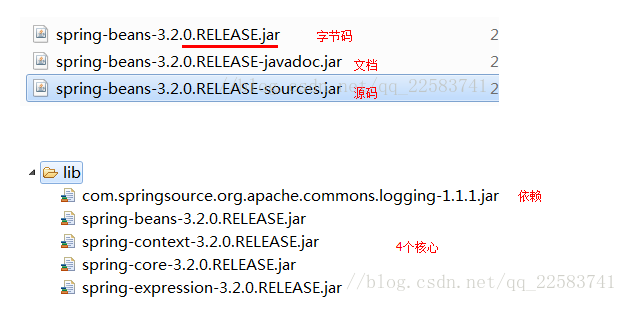 spring-beans-3.2.0.RELEASE.jar 字节码 2
spring-beans-3.2.0.RELEASE-javadoc.jar 文档 2
spring-beans-3.2.0.RELEASE-sources.jar 源码 2
//blog.csdn.net/qq_22583741
lib
com.springsource.org.apache.commons.logging-1.1.1.jar 依赖
spring-beans-3.2.0.RELEASE.jar
spring-context-3.2.0.RELEASE.jar 4个核心
spring-core-3.2.0.RELEASE.jar
spring-expression-3.2.0.RELEASE.jar
//blog.csdn.net/qq_22583741